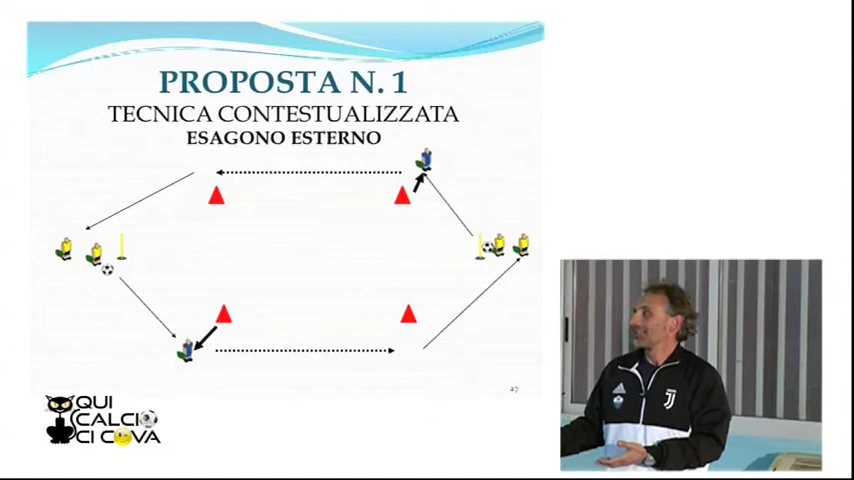 PROPOSTA N. 1
TECNICA CONTESTUALIZZATA
ESAGONO ESTERNO
27
QUI
CALCIO
CI COVA